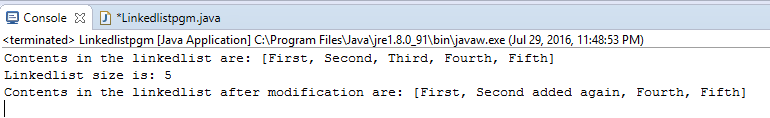 Console *Linkedlistpgm.java
<terminated> Linkedlistpgm [Java Application] C:\Program Files\Java\jre1.8.0_91\bin\javaw.exe (Jul 29, 2016, 11:48:53 PM)
Contents in the linkedlist are: [First, Second, Third, Fourth, Fifth]
Linkedlist size is: 5
Contents in the linkedlist after modification are: [First, Second added again, Fourth, Fifth]